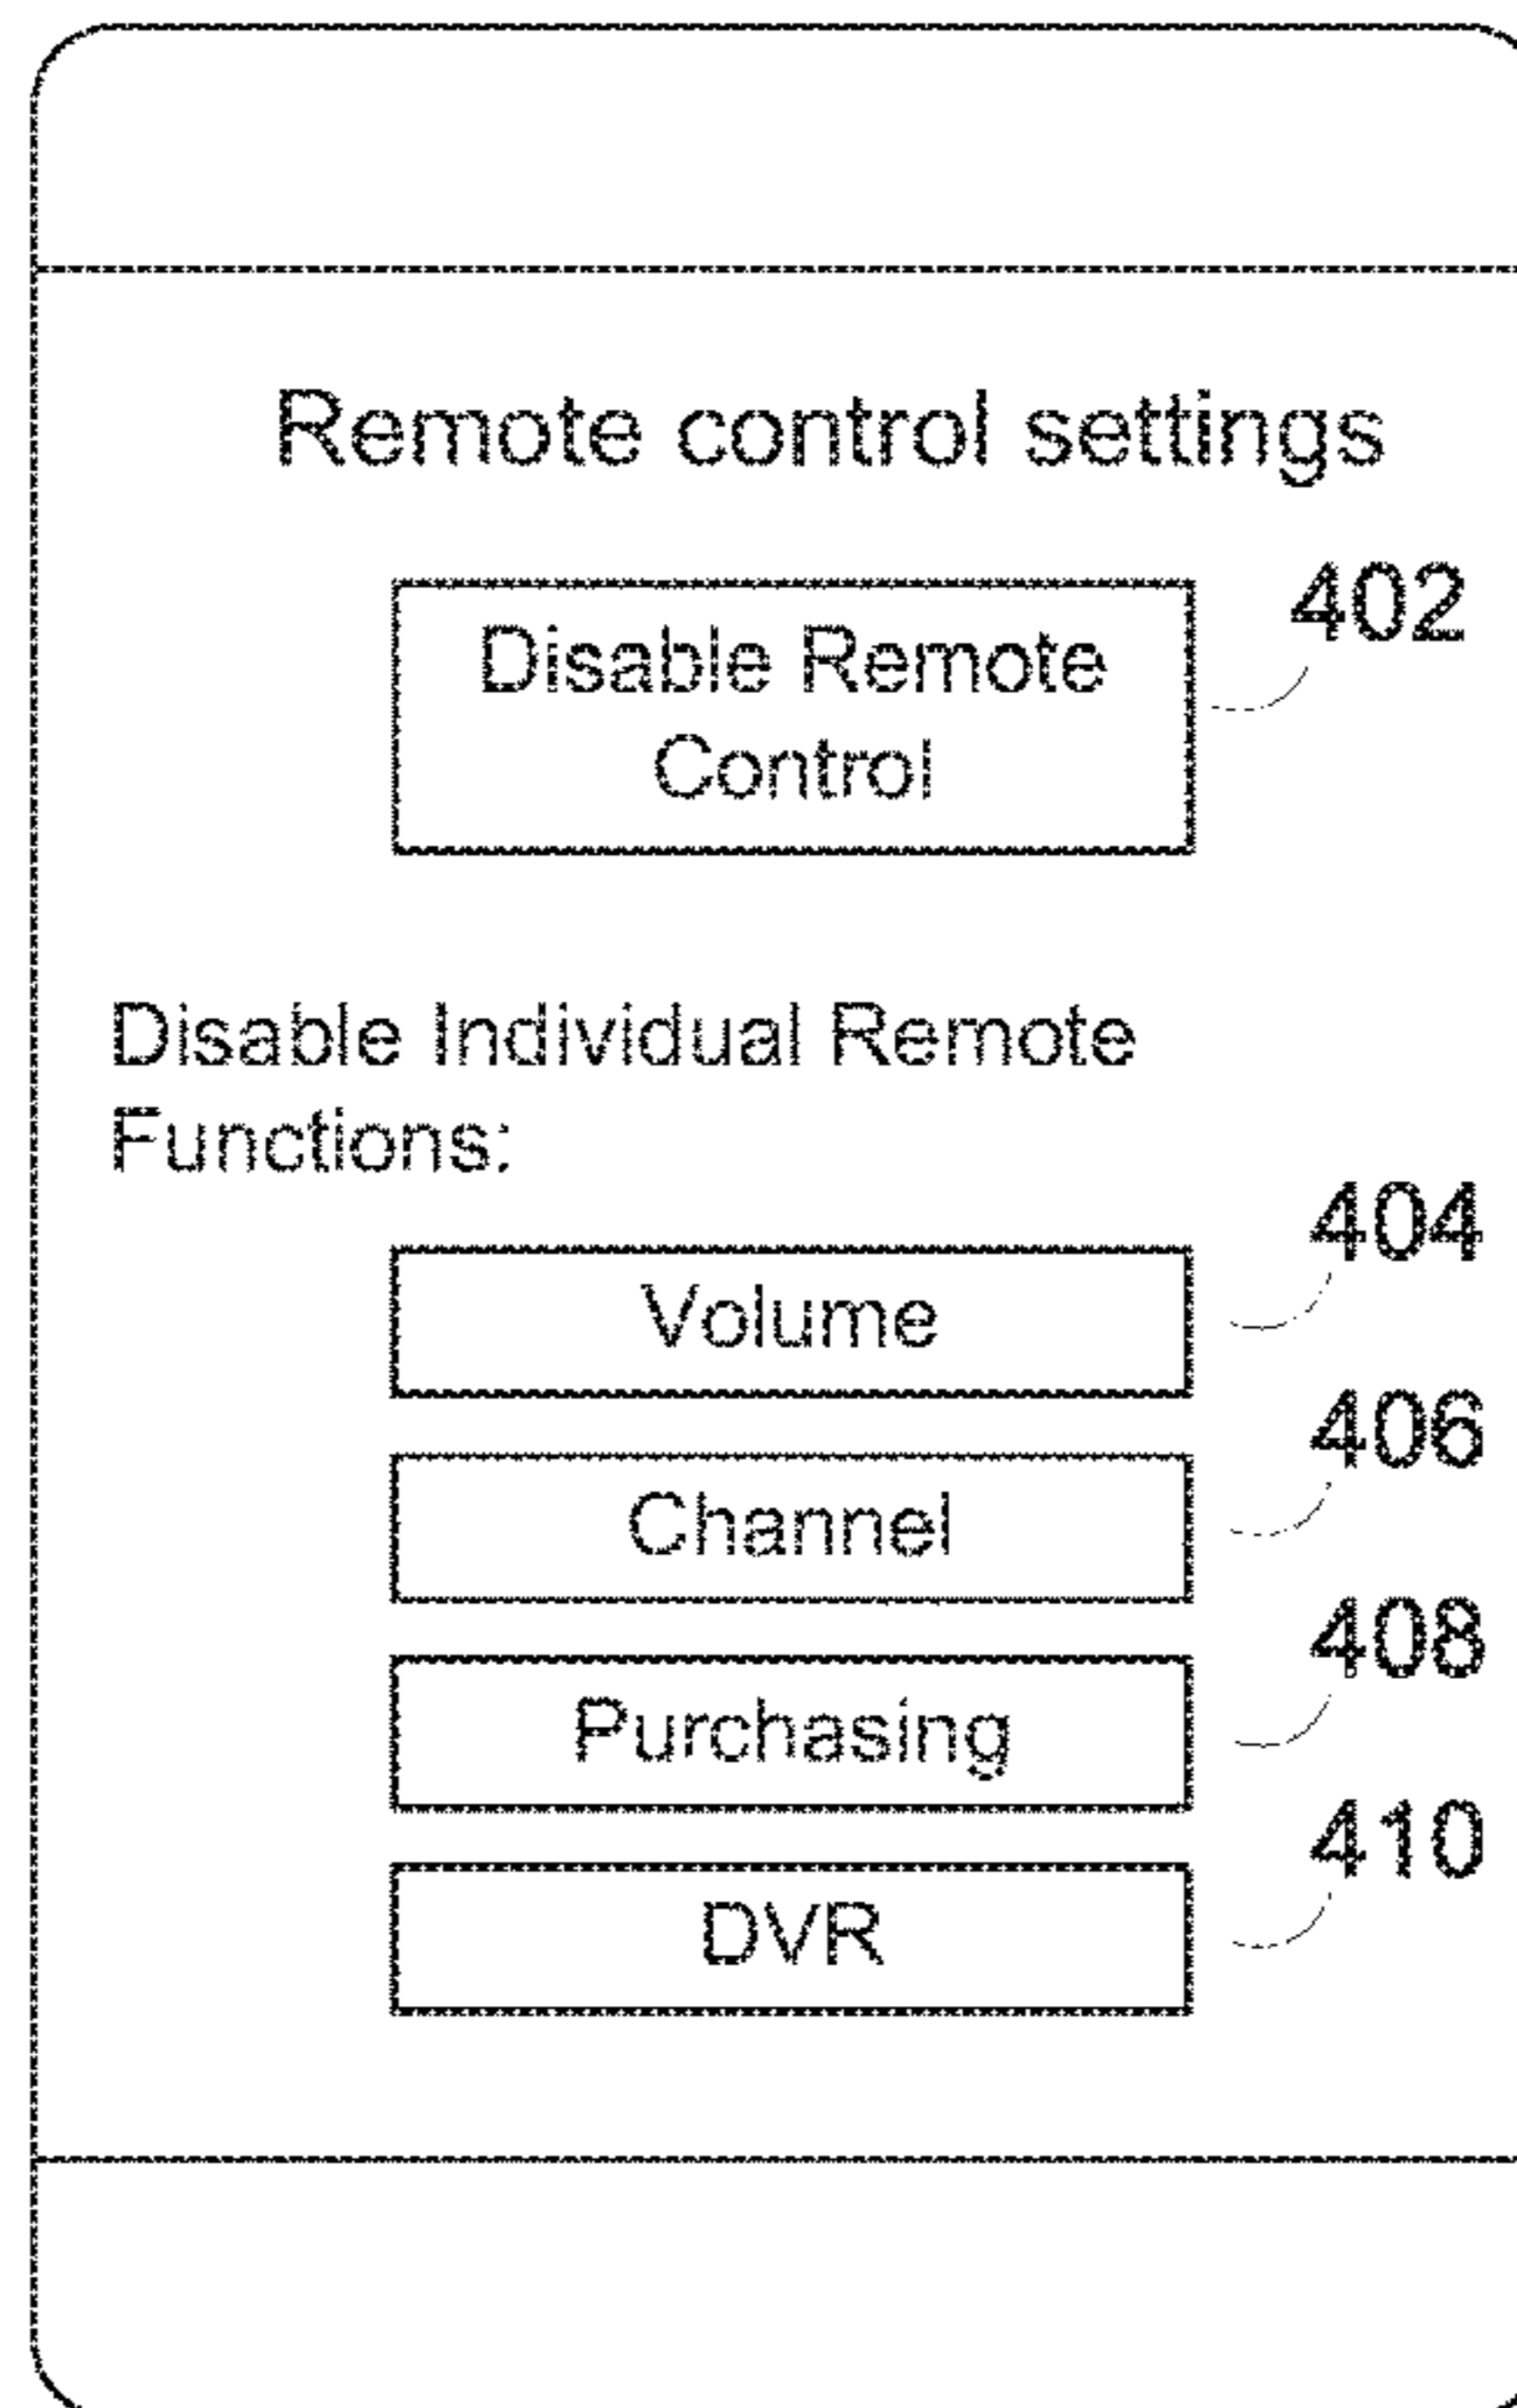 Remote control settings
402
Disable Remote
Control
Disable Individual Remote
Functions:
404
Volume
406
Channel
408
Purchasing
410
DVR